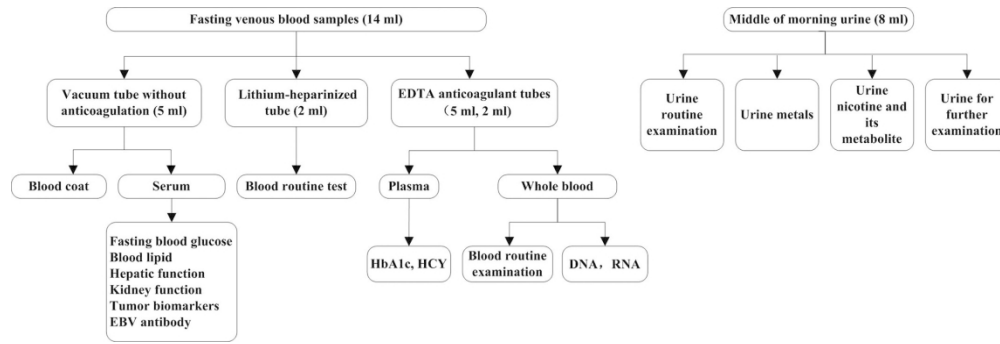 Fasting venous blood samples (14 ml)
Middle of morning urine (8 ml)
Vacuum tube without
anticoagulation (5 ml)
Lithium-heparinized
tube (2 ml)
EDTA anticoagulant tubes
（5 ml, 2 ml)
Urine
routine
examination
Urine metals
Urine
nicotine and
its
metabolite
Urine for
further
examination
Blood coat
Serum
Blood routine test
Plasma
Whole blood
Fasting blood glucose
Blood lipid
Hepatic function
Kidney function
Tumor biomarkers
EBV antibody
HbA1c, HCY
Blood routine
examination
DNA，RNA